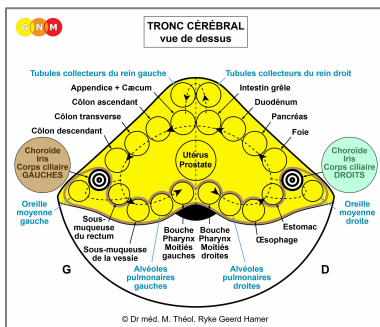 G N M
TRONC CÉRÉBRAL
vue de dessus
Tubules collecteurs du rein gauche
Tubules collecteurs du rein droit
Appendice + Cæcum
Intestin grêle
Côlon ascendant
Duodénum
Côlon transverse
Pancréas
Côlon descendant
Foie
Choroïde
Iris
Corps ciliaire
GAUCHES
Utérus
Prostate
Choroïde
Iris
Corps ciliaire
DROITS
Oreille
moyenne
gauche
Oreille
moyenne
droite
Sous-
muqueuse
du rectum
Sous-muqueuse
de la vessie
Bouche
Pharynx
Moitiés
gauches
Bouche
Pharynx
Moitiés
droites
Estomac
Œsophage
G
D
Alvéoles
pulmonaires
gauches
Alvéoles
pulmonaires
droites
© Dr méd. M. Théol. Ryke Geerd Hamer